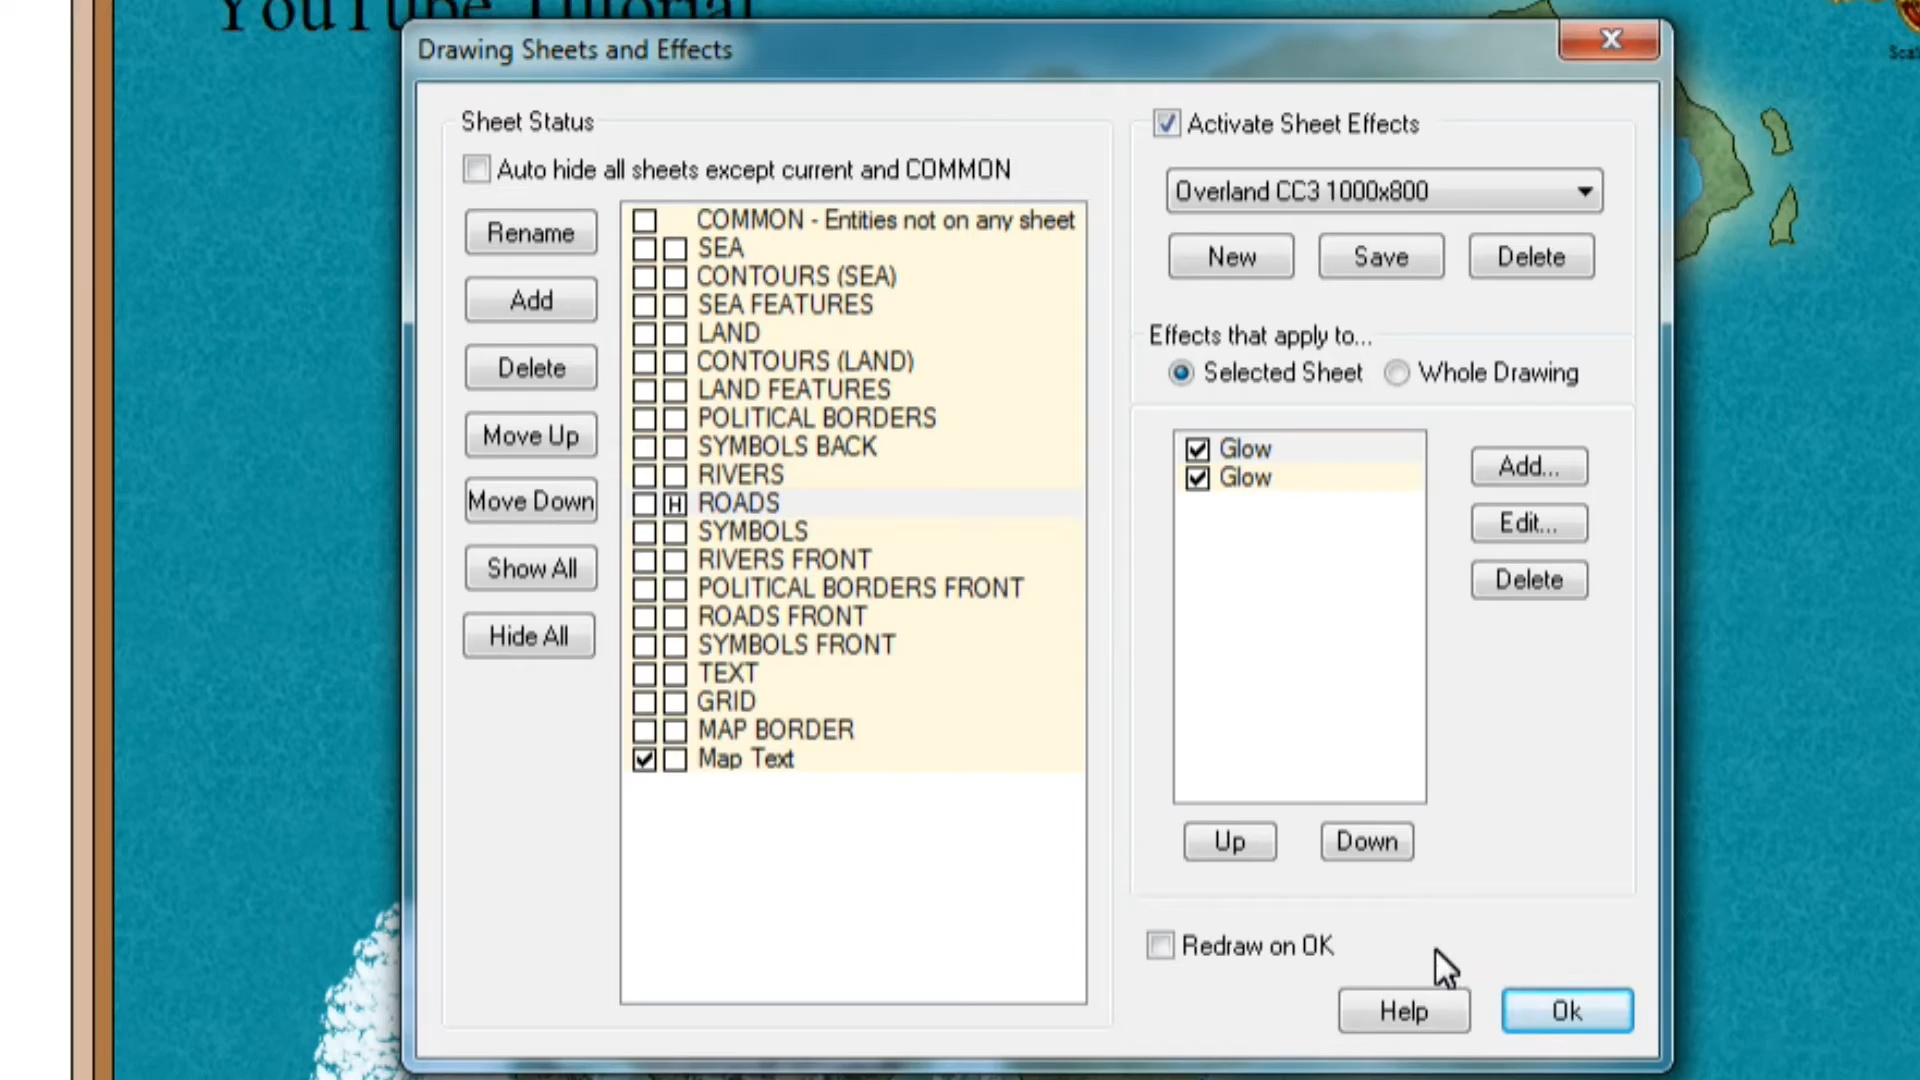 YouTube Tutorial
Drawing Sheets and Effects
Sheet Status
Auto hide all sheets except current and COMMON
Rename
Add
Delete
Move Up
Move Down
Show All
Hide All
COMMON - Entities not on any sheet
SEA
CONTOURS (SEA)
SEA FEATURES
LAND
CONTOURS (LAND)
LAND FEATURES
POLITICAL BORDERS
SYMBOLS BACK
RIVERS
H ROADS
SYMBOLS
RIVERS FRONT
POLITICAL BORDERS FRONT
ROADS FRONT
SYMBOLS FRONT
TEXT
GRID
MAP BORDER
Map Text
Activate Sheet Effects
Overland CC3 1000x800
New Save Delete
Effects that apply to...
Selected Sheet Whole Drawing
Glow
Glow
Add...
Edit...
Delete
Up Down
Redraw on OK
Help Ok